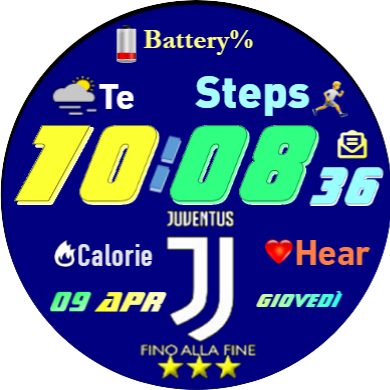 Battery%
Te Steps
10:08 36
JUVENTUS
Calorie Hear
09 APR GIOVEDÌ
FINO ALLA FINE